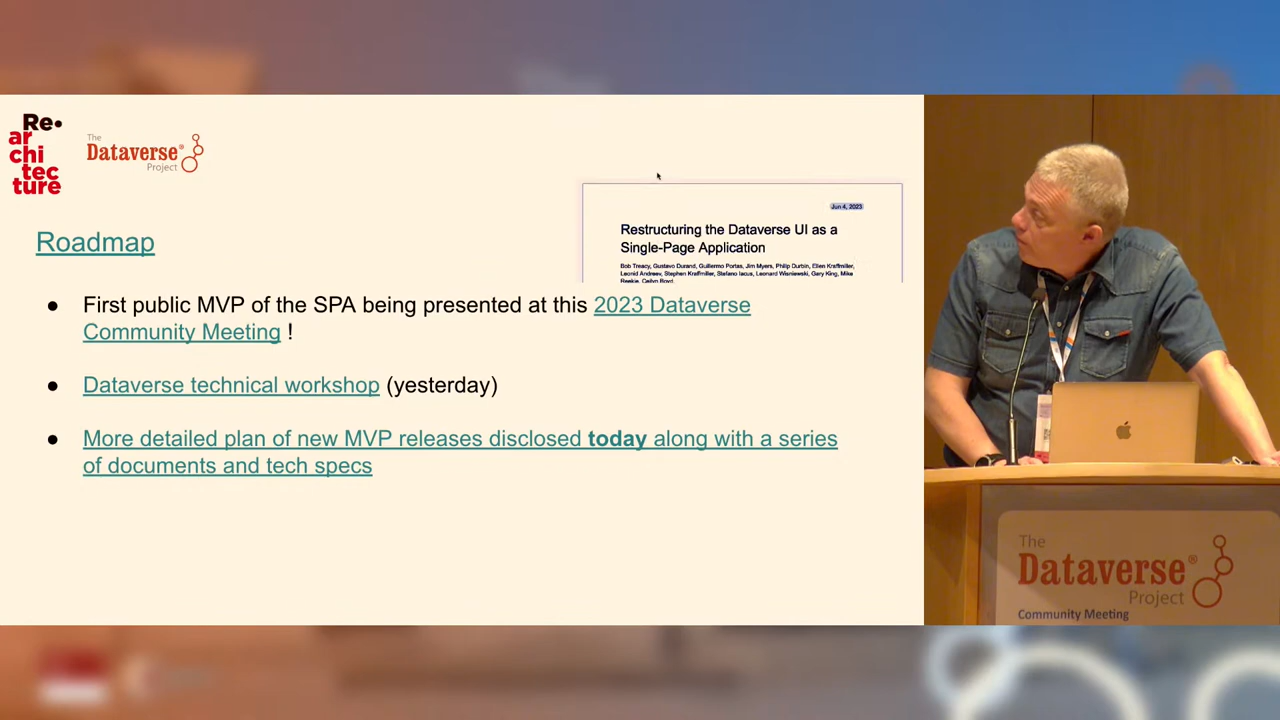 Re•
ar
chi
tec
ture
The
Dataverse®
Project
Jun 4, 2023
Restructuring the Dataverse UI as a
Single-Page Application
Bob Treacy, Gustavo Durand, Guillermo Portas, Jim Myers, Philip Durbin, Ellen Kraffmiller,
Leonid Andreev, Stephen Kraffmiller, Stefano Iacus, Leonard Wisniewski, Gary King, Mike
Reekie, Ceilyn Boyd,
Roadmap
● First public MVP of the SPA being presented at this 2023 Dataverse
Community Meeting !
● Dataverse technical workshop (yesterday)
● More detailed plan of new MVP releases disclosed today along with a series
of documents and tech specs
The
Dataverse®
Project
Community Meeting